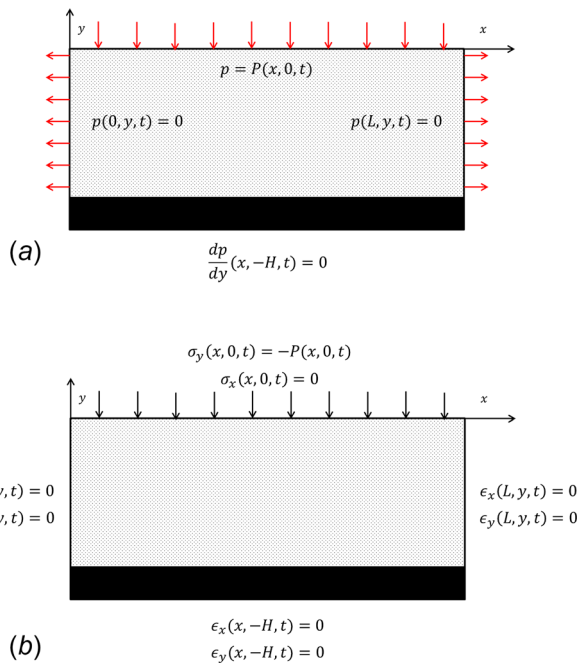 y
x
p = P(x, 0, t)
p(0, y, t) = 0
p(L, y, t) = 0
(a)
dp/dy (x, −H, t) = 0
σ_y(x, 0, t) = −P(x, 0, t)
σ_x(x, 0, t) = 0
y
x
, t) = 0
ϵ_x(L, y, t) = 0
, t) = 0
ϵ_y(L, y, t) = 0
(b)
ϵ_x(x, −H, t) = 0
ϵ_y(x, −H, t) = 0